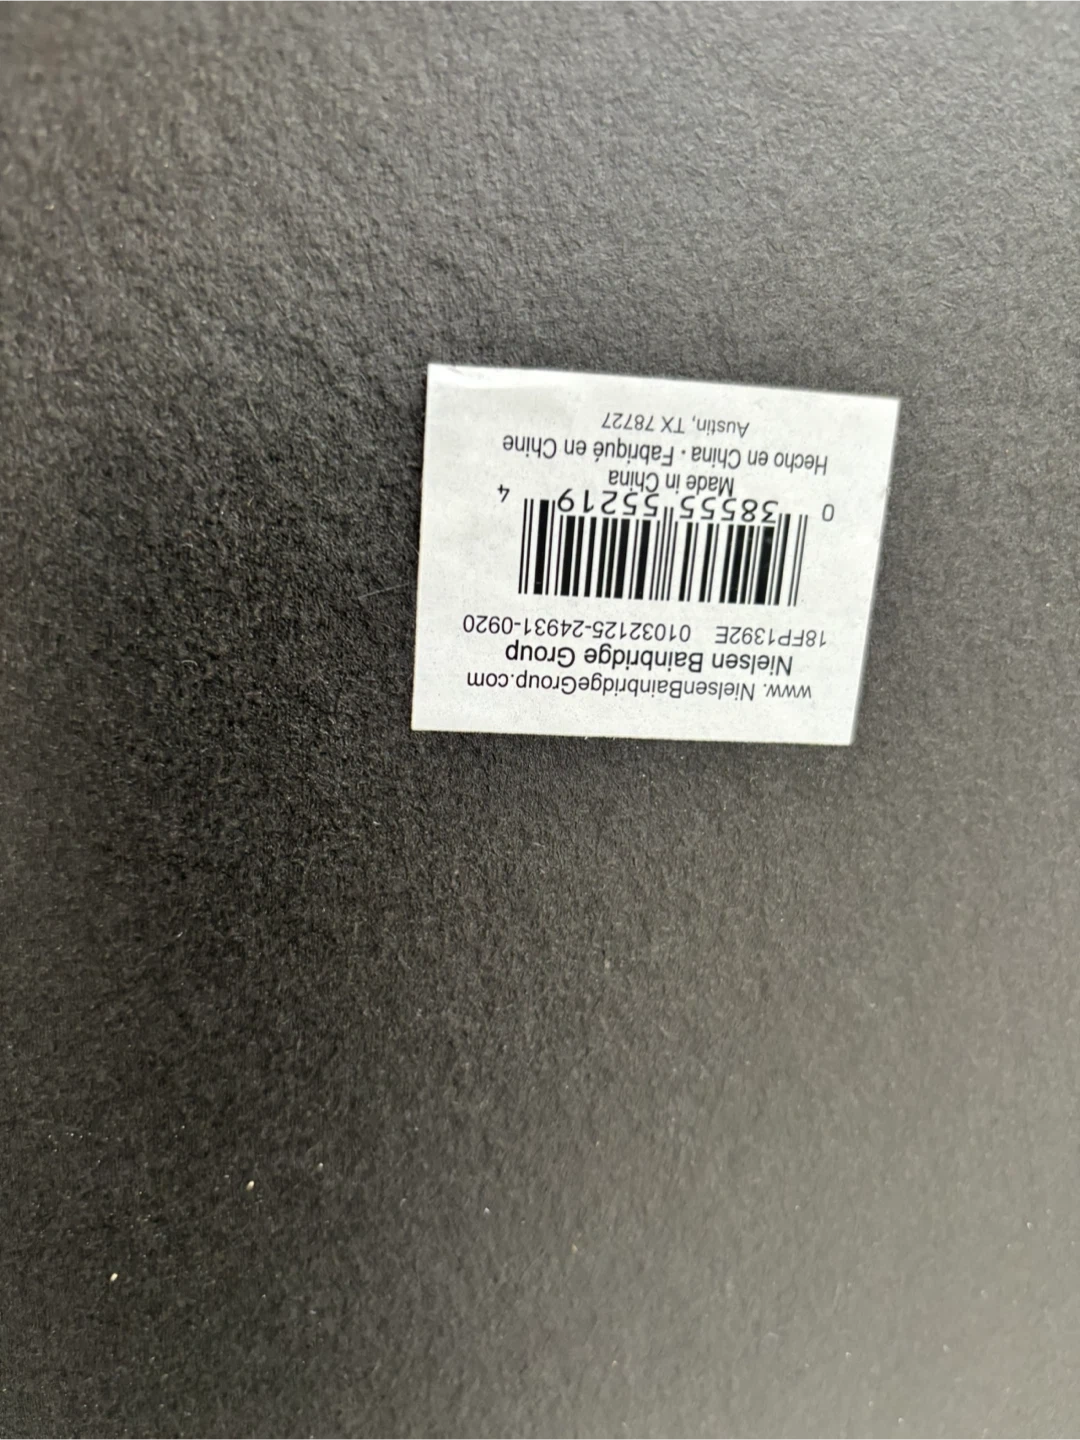 www. NielsenBainbridgeGroup.com
Nielsen Bainbridge Group
18FP1392E 01032125-24931-0920
0 38555 55219 4
Made in China
Hecho en China • Fabriqué en Chine
Austin, TX 78727